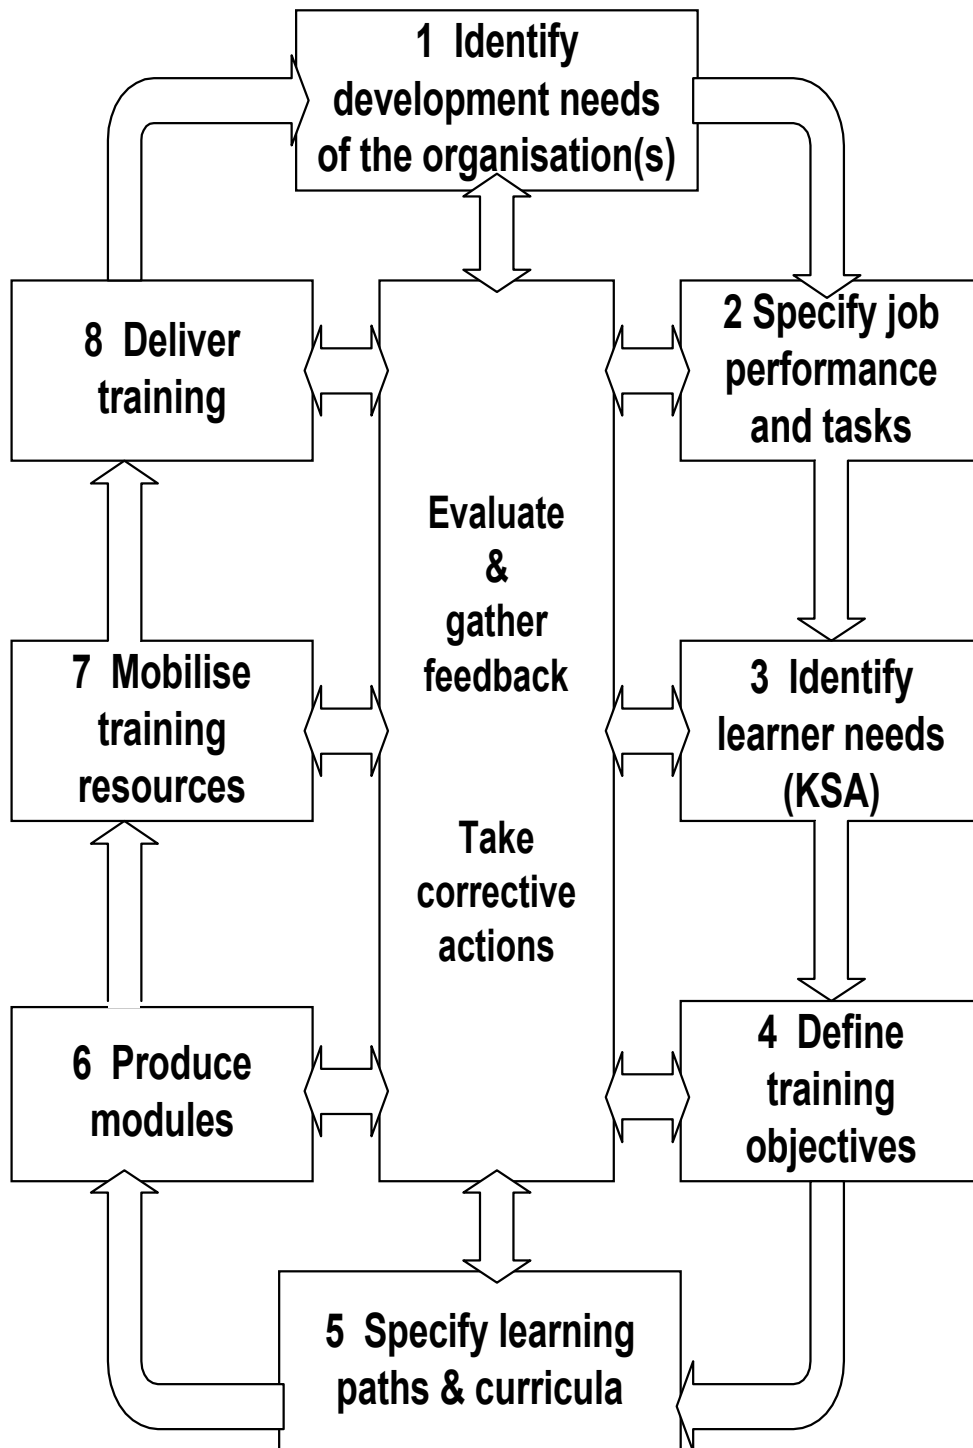 1 Identify
development needs
of the organisation(s)
2 Specify job
performance
and tasks
3 Identify
learner needs
(KSA)
4 Define
training
objectives
5 Specify learning
paths & curricula
6 Produce
modules
7 Mobilise
training
resources
8 Deliver
training
Evaluate
&
gather
feedback
Take
corrective
actions